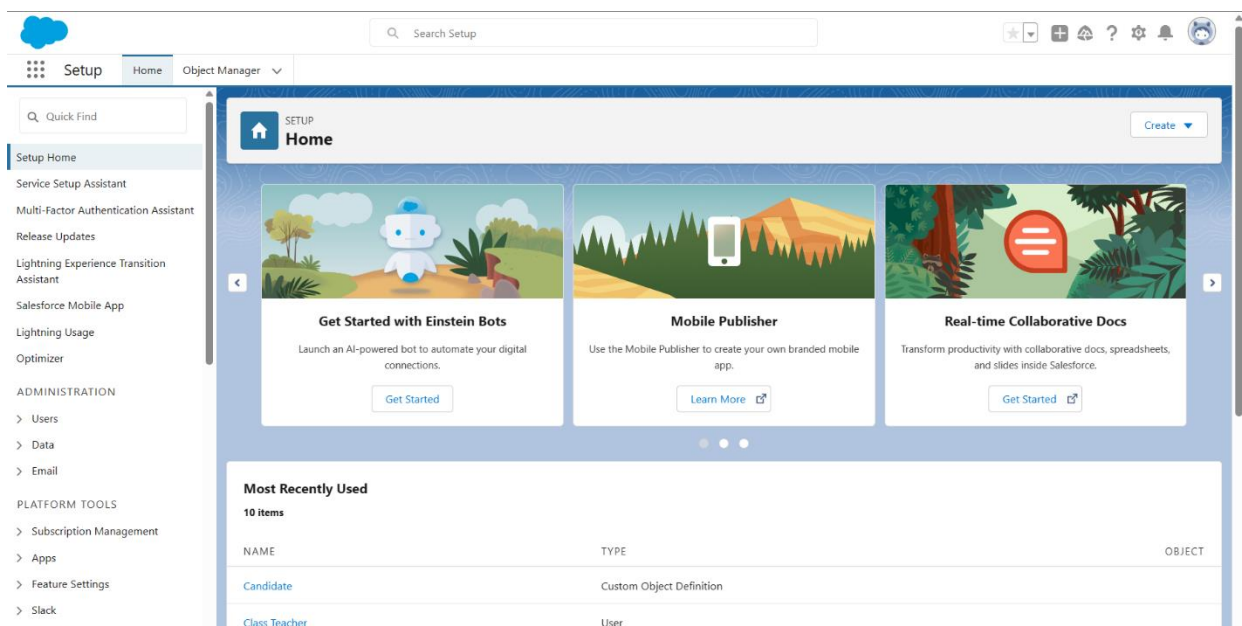 Search Setup
Setup
Home
Object Manager
Quick Find
Setup Home
Service Setup Assistant
Multi-Factor Authentication Assistant
Release Updates
Lightning Experience Transition
Assistant
Salesforce Mobile App
Lightning Usage
Optimizer
ADMINISTRATION
Users
Data
Email
PLATFORM TOOLS
Subscription Management
Apps
Feature Settings
Slack
SETUP
Home
Create
Get Started with Einstein Bots
Launch an AI-powered bot to automate your digital
connections.
Get Started
Mobile Publisher
Use the Mobile Publisher to create your own branded mobile
app.
Learn More
Real-time Collaborative Docs
Transform productivity with collaborative docs, spreadsheets,
and slides inside Salesforce.
Get Started
Most Recently Used
10 items
NAME TYPE OBJECT
Candidate Custom Object Definition
Class Teacher User